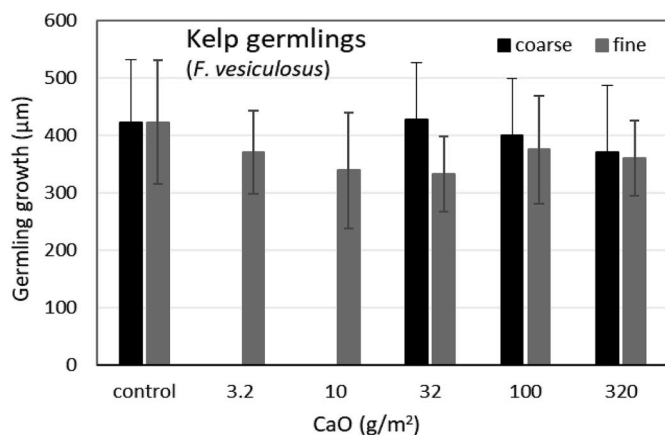 Kelp germlings
(F. vesiculosus)
coarse fine
600
500
400
300
200
100
0
Germling growth (µm)
control 3.2 10 32 100 320
CaO (g/m²)